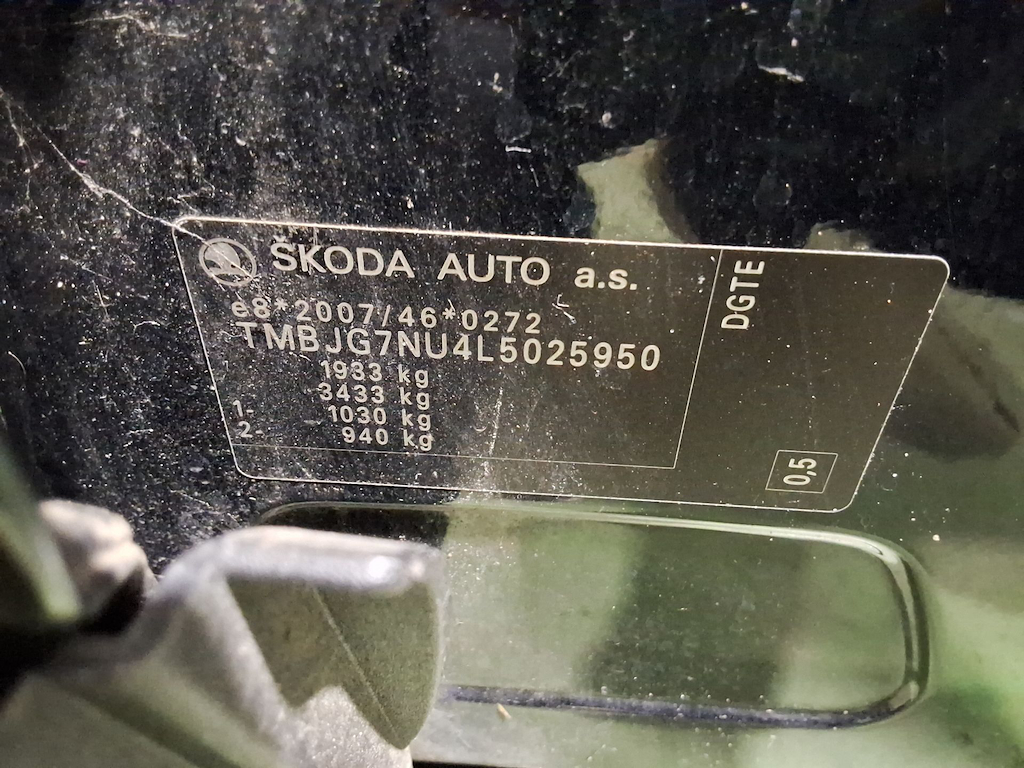 ŠKODA AUTO a.s.
e8*2007/46*0272
TMBJG7NU4L5025950
1933 kg
3433 kg
1- 1030 kg
2- 940 kg
DGTE
0,5